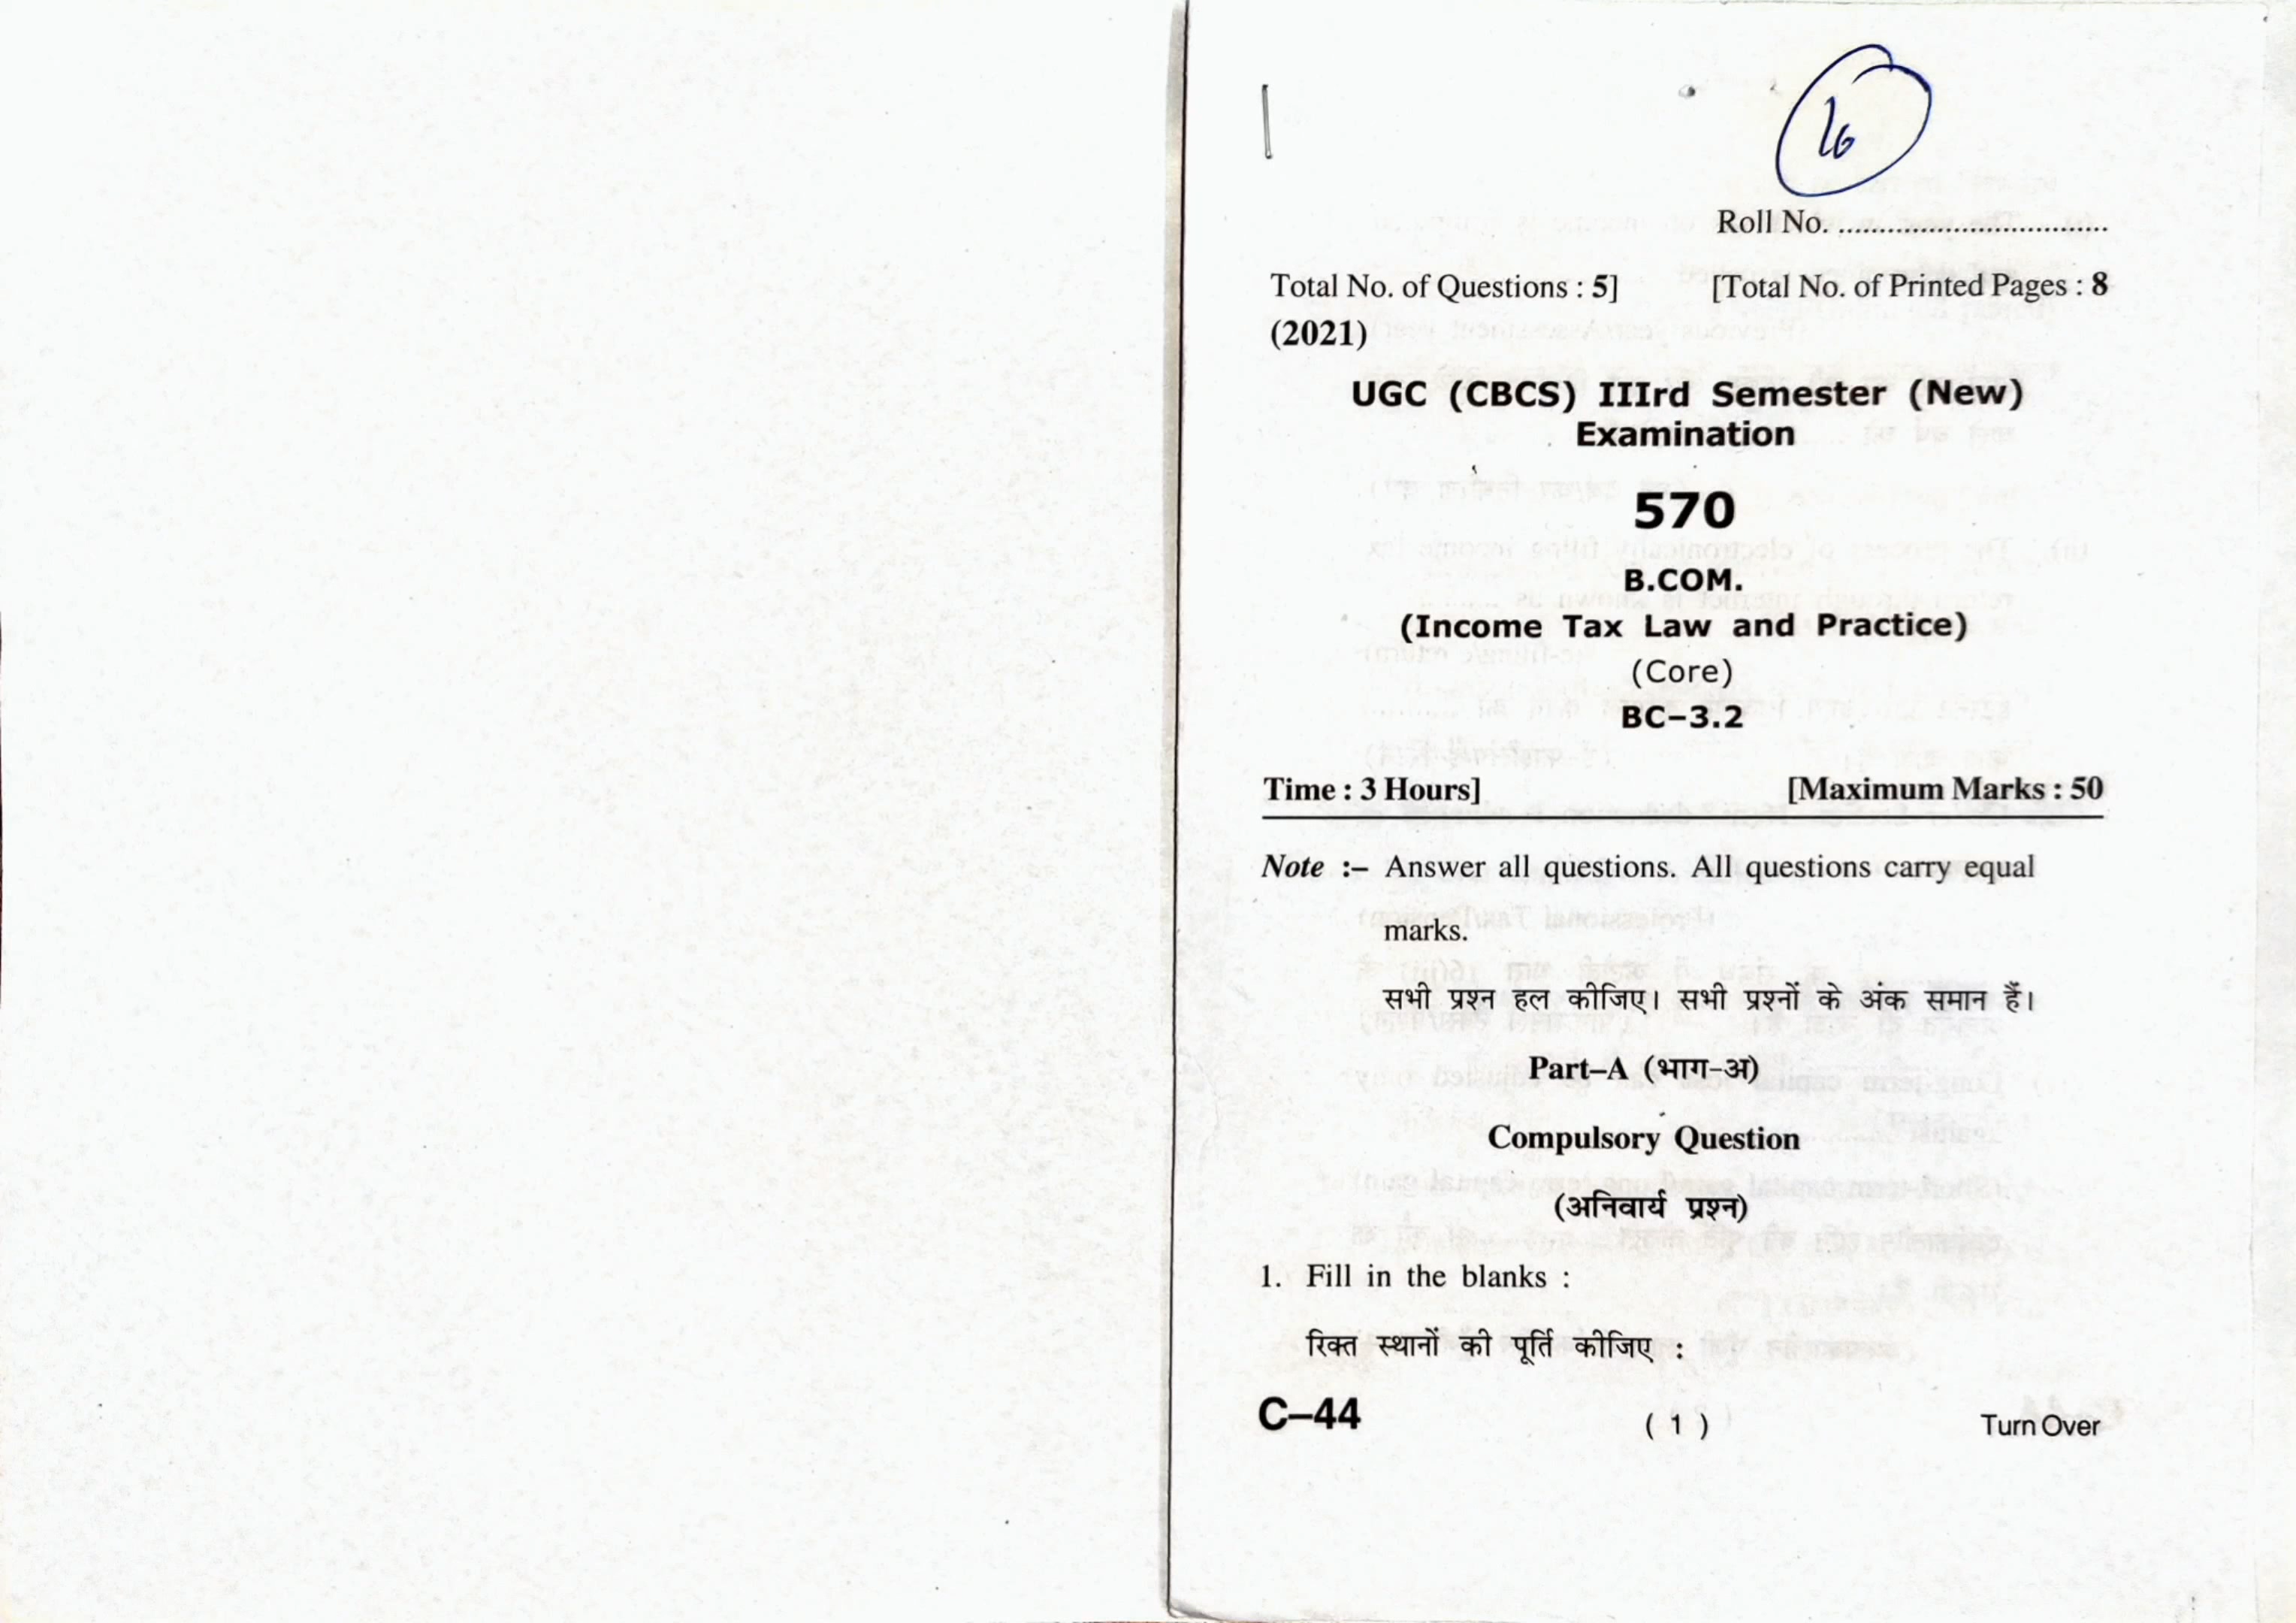 16
Roll No. .................................
Total No. of Questions : 5] [Total No. of Printed Pages : 8
(2021)
UGC (CBCS) IIIrd Semester (New)
Examination
570
B.COM.
(Income Tax Law and Practice)
(Core)
BC–3.2
Time : 3 Hours] [Maximum Marks : 50
Note :– Answer all questions. All questions carry equal
marks.
सभी प्रश्न हल कीजिए। सभी प्रश्नों के अंक समान हैं।
Part–A (भाग-अ)
Compulsory Question
(अनिवार्य प्रश्न)
1. Fill in the blanks :
रिक्त स्थानों की पूर्ति कीजिए :
C–44 ( 1 ) Turn Over